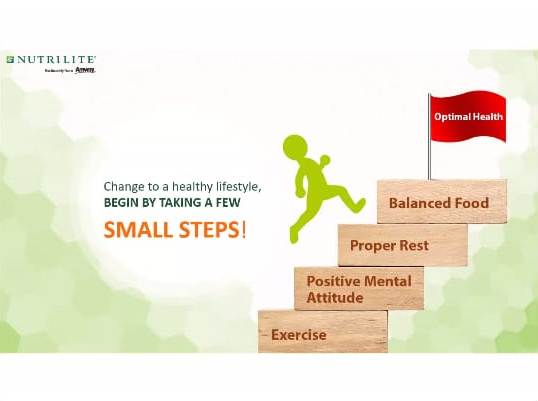 NUTRILITE
Exclusively from Amway
Change to a healthy lifestyle,
BEGIN BY TAKING A FEW
SMALL STEPS!
Optimal Health
Balanced Food
Proper Rest
Positive Mental
Attitude
Exercise